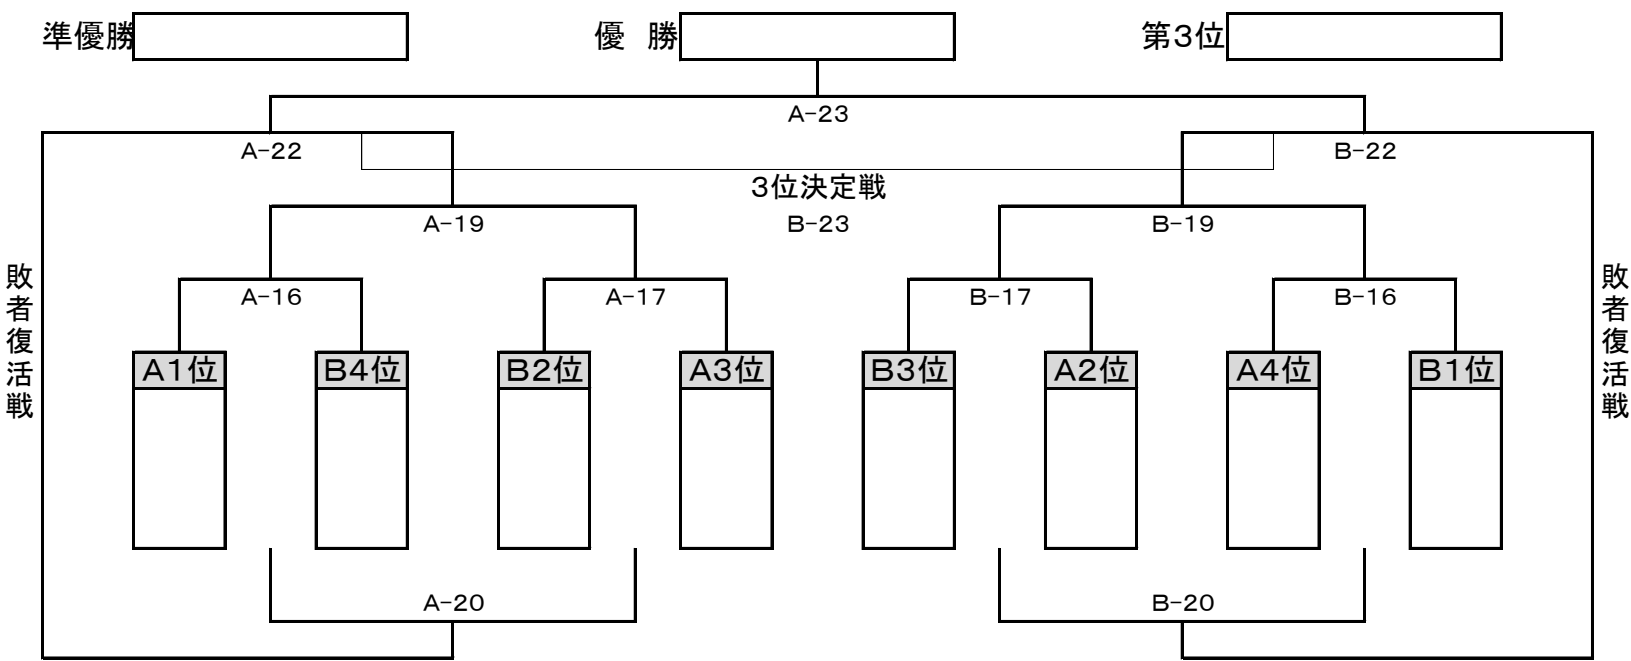 準優勝
優　勝
第3位
A-23
A-22
B-22
3位決定戦
A-19
B-23
B-19
敗者復活戦
敗者復活戦
A-16
A-17
B-17
B-16
A1位
B4位
B2位
A3位
B3位
A2位
A4位
B1位
A-20
B-20